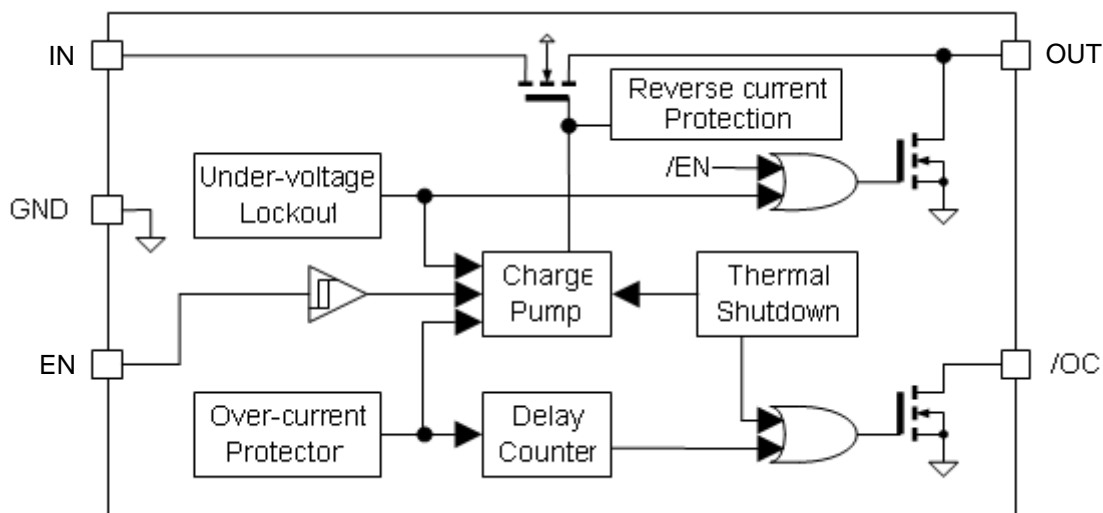 IN
OUT
Reverse current
Protection
/EN
Under-voltage
Lockout
GND
Charge
Pump
Thermal
Shutdown
EN
/OC
Over-current
Protector
Delay
Counter